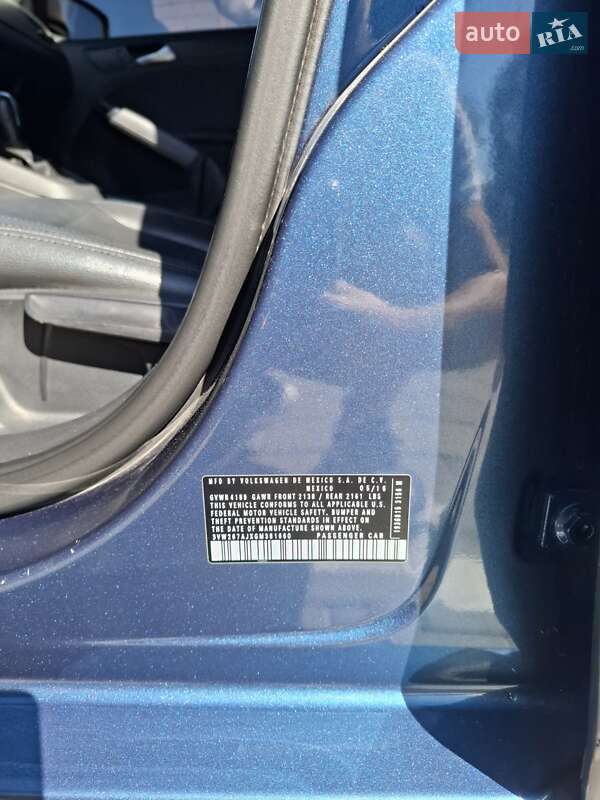 auto RIA
.com
MFD BY VOLKSWAGEN DE MEXICO S.A. DE C.V.
MEXICO 05/16
GVWR 4189 GAWR FRONT 2138 / REAR 2161 LBS
THIS VEHICLE CONFORMS TO ALL APPLICABLE U.S.
FEDERAL MOTOR VEHICLE SAFETY, BUMPER AND
THEFT PREVENTION STANDARDS IN EFFECT ON THE
DATE OF MANUFACTURE SHOWN ABOVE.
3VW267AJXGM381660 PASSENGER CAR